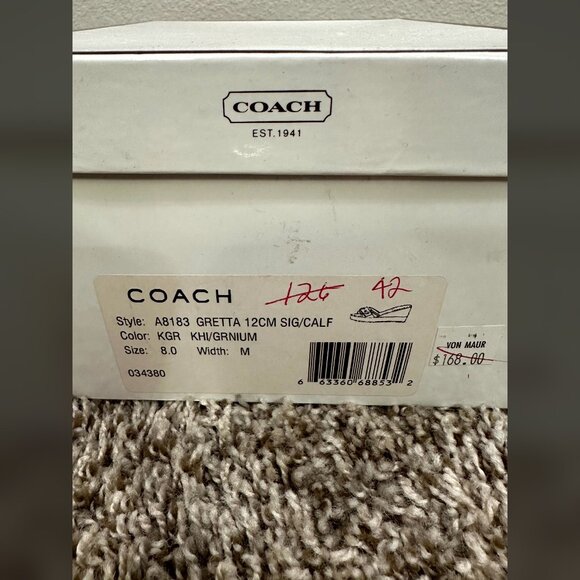 COACH
EST.1941
COACH 126 42
Style: A8183 GRETTA 12CM SIG/CALF
Color: KGR KHI/GRNIUM
Size: 8.0 Width: M
034380
6 63360 68853 2
VON MAUR
$168.00